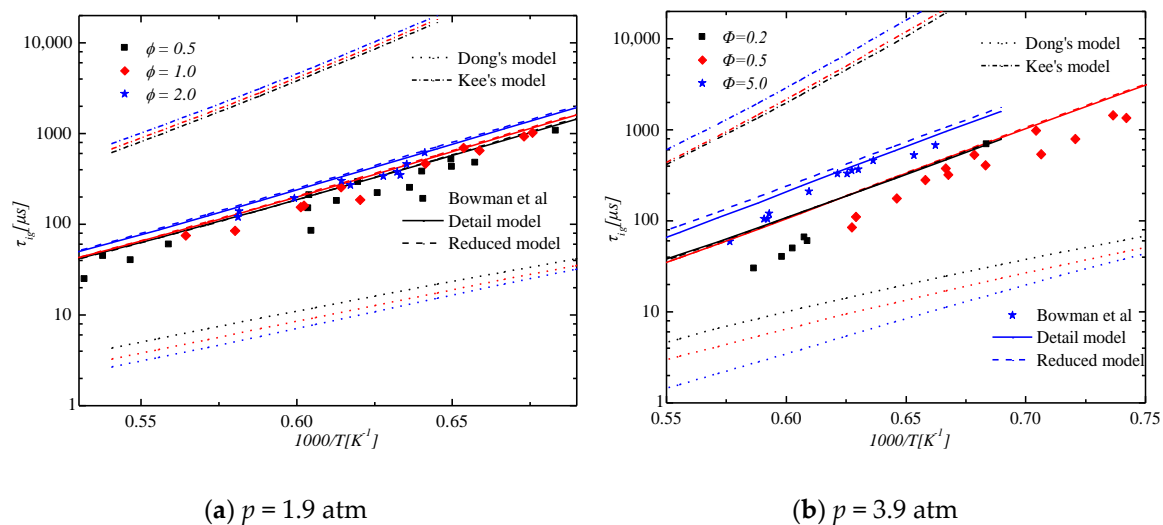 10,000
1000
100
10
1
τig[μs]
ϕ = 0.5
ϕ = 1.0
ϕ = 2.0
Dong's model
Kee's model
Bowman et al
Detail model
Reduced model
0.55
0.60
0.65
1000/T[K-1]
(a) p = 1.9 atm
10,000
1000
100
10
1
τig[μs]
Φ=0.2
Φ=0.5
Φ=5.0
Dong's model
Kee's model
Bowman et al
Detail model
Reduced model
0.55
0.60
0.65
0.70
0.75
1000/T[K-1]
(b) p = 3.9 atm